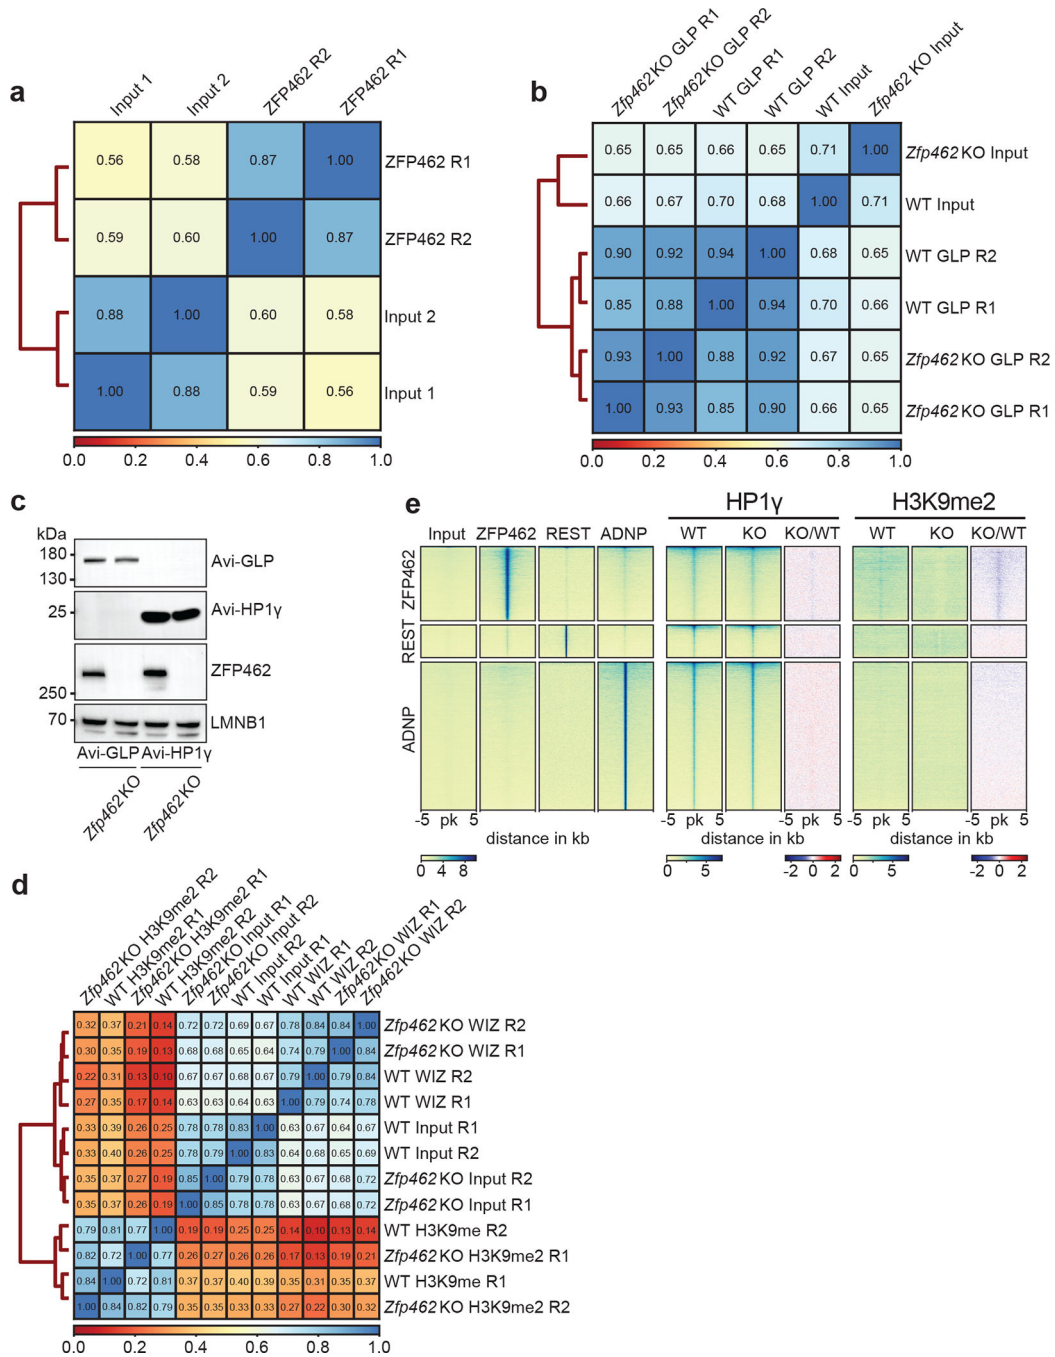 a
Input 1
Input 2
ZFP462 R2
ZFP462 R1
0.56 0.58 0.87 1.00 ZFP462 R1
0.59 0.60 1.00 0.87 ZFP462 R2
0.88 1.00 0.60 0.58 Input 2
1.00 0.88 0.59 0.56 Input 1
0.0 0.2 0.4 0.6 0.8 1.0
b
Zfp462 KO GLP R1
Zfp462 KO GLP R2
WT GLP R1
WT GLP R2
WT Input
Zfp462 KO Input
0.65 0.65 0.66 0.65 0.71 1.00 Zfp462 KO Input
0.66 0.67 0.70 0.68 1.00 0.71 WT Input
0.90 0.92 0.94 1.00 0.68 0.65 WT GLP R2
0.85 0.88 1.00 0.94 0.70 0.66 WT GLP R1
0.93 1.00 0.88 0.92 0.67 0.65 Zfp462 KO GLP R2
1.00 0.93 0.85 0.90 0.66 0.65 Zfp462 KO GLP R1
0.0 0.2 0.4 0.6 0.8 1.0
c
kDa
180
130
Avi-GLP
25
Avi-HP1γ
ZFP462
250
70
LMNB1
Avi-GLP Avi-HP1γ
Zfp462 KO
Zfp462 KO
e
HP1γ H3K9me2
Input ZFP462 REST ADNP WT KO KO/WT WT KO KO/WT
ZFP462
REST
ADNP
-5 pk 5 -5 pk 5 -5 pk 5
distance in kb distance in kb distance in kb
0 4 8 0 5 -2 0 2 0 5 -2 0 2
d
Zfp462 KO H3K9me2 R2
WT H3K9me2 R1
Zfp462 KO H3K9me2 R1
WT H3K9me2 R2
Zfp462 KO Input R1
Zfp462 KO Input R2
WT Input R2
WT Input R1
WT WIZ R1
WT WIZ R2
Zfp462 KO WIZ R1
Zfp462 KO WIZ R2
0.32 0.37 0.21 0.14 0.72 0.72 0.69 0.67 0.78 0.84 0.84 1.00 Zfp462 KO WIZ R2
0.30 0.35 0.19 0.13 0.68 0.68 0.65 0.64 0.74 0.79 1.00 0.84 Zfp462 KO WIZ R1
0.22 0.31 0.13 0.10 0.67 0.67 0.68 0.67 0.79 1.00 0.79 0.84 WT WIZ R2
0.27 0.35 0.17 0.14 0.63 0.63 0.64 0.63 1.00 0.79 0.74 0.78 WT WIZ R1
0.33 0.39 0.26 0.25 0.78 0.78 0.83 1.00 0.63 0.67 0.64 0.67 WT Input R1
0.33 0.40 0.26 0.25 0.78 0.79 1.00 0.83 0.64 0.68 0.65 0.69 WT Input R2
0.35 0.37 0.27 0.19 0.85 1.00 0.79 0.78 0.63 0.67 0.68 0.72 Zfp462 KO Input R2
0.35 0.37 0.26 0.19 1.00 0.85 0.78 0.78 0.63 0.67 0.68 0.72 Zfp462 KO Input R1
0.79 0.81 0.77 1.00 0.19 0.19 0.25 0.25 0.14 0.10 0.13 0.14 WT H3K9me R2
0.82 0.72 1.00 0.77 0.26 0.27 0.26 0.26 0.17 0.13 0.19 0.21 Zfp462 KO H3K9me2 R1
0.84 1.00 0.72 0.81 0.37 0.37 0.40 0.39 0.35 0.31 0.35 0.37 WT H3K9me R1
1.00 0.84 0.82 0.79 0.35 0.35 0.33 0.33 0.27 0.22 0.30 0.32 Zfp462 KO H3K9me2 R2
0.0 0.2 0.4 0.6 0.8 1.0